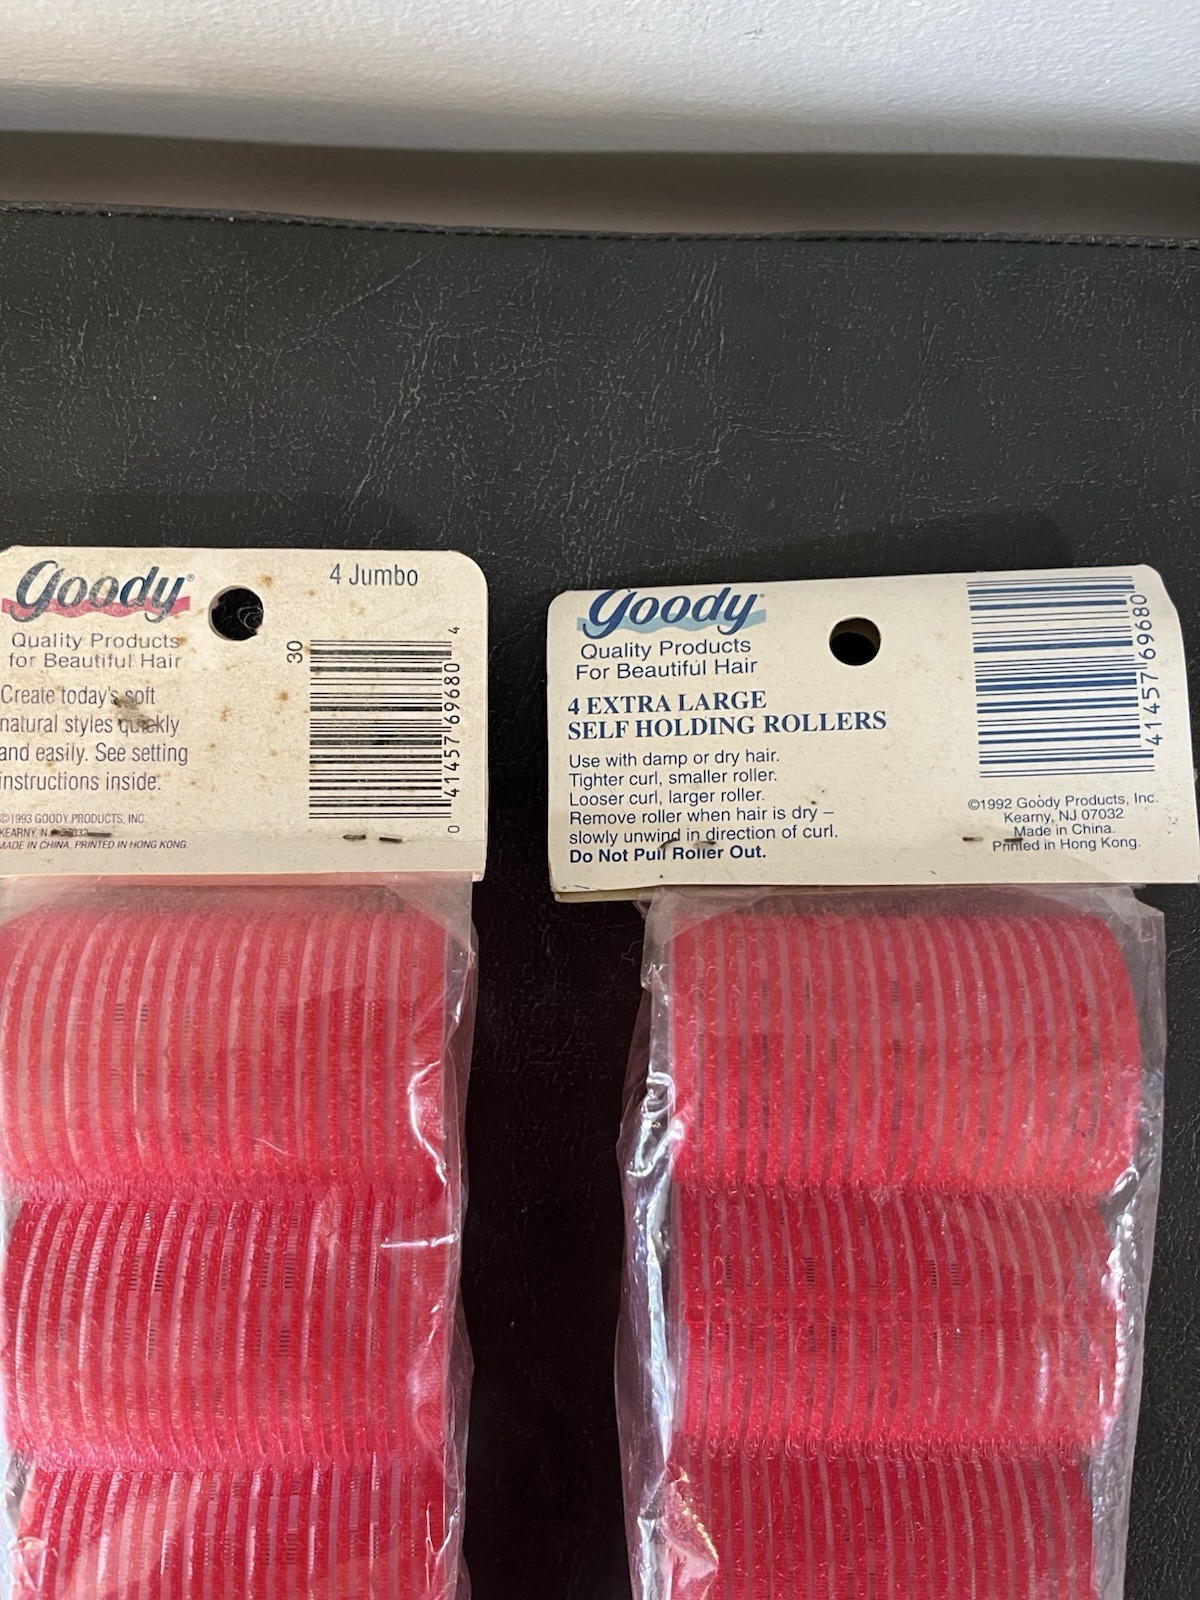 goody®
Quality Products
for Beautiful Hair
Create today's soft
natural styles quickly
and easily. See setting
instructions inside.
©1993 GOODY PRODUCTS, INC.
KEARNY, NJ 07032
MADE IN CHINA. PRINTED IN HONG KONG.
4 Jumbo
30
0 41457 69680 4
goody®
Quality Products
For Beautiful Hair
4 EXTRA LARGE
SELF HOLDING ROLLERS
Use with damp or dry hair.
Tighter curl, smaller roller.
Looser curl, larger roller.
Remove roller when hair is dry –
slowly unwind in direction of curl.
Do Not Pull Roller Out.
41457 69680
©1992 Goody Products, Inc.
Kearny, NJ 07032
Made in China.
Printed in Hong Kong.